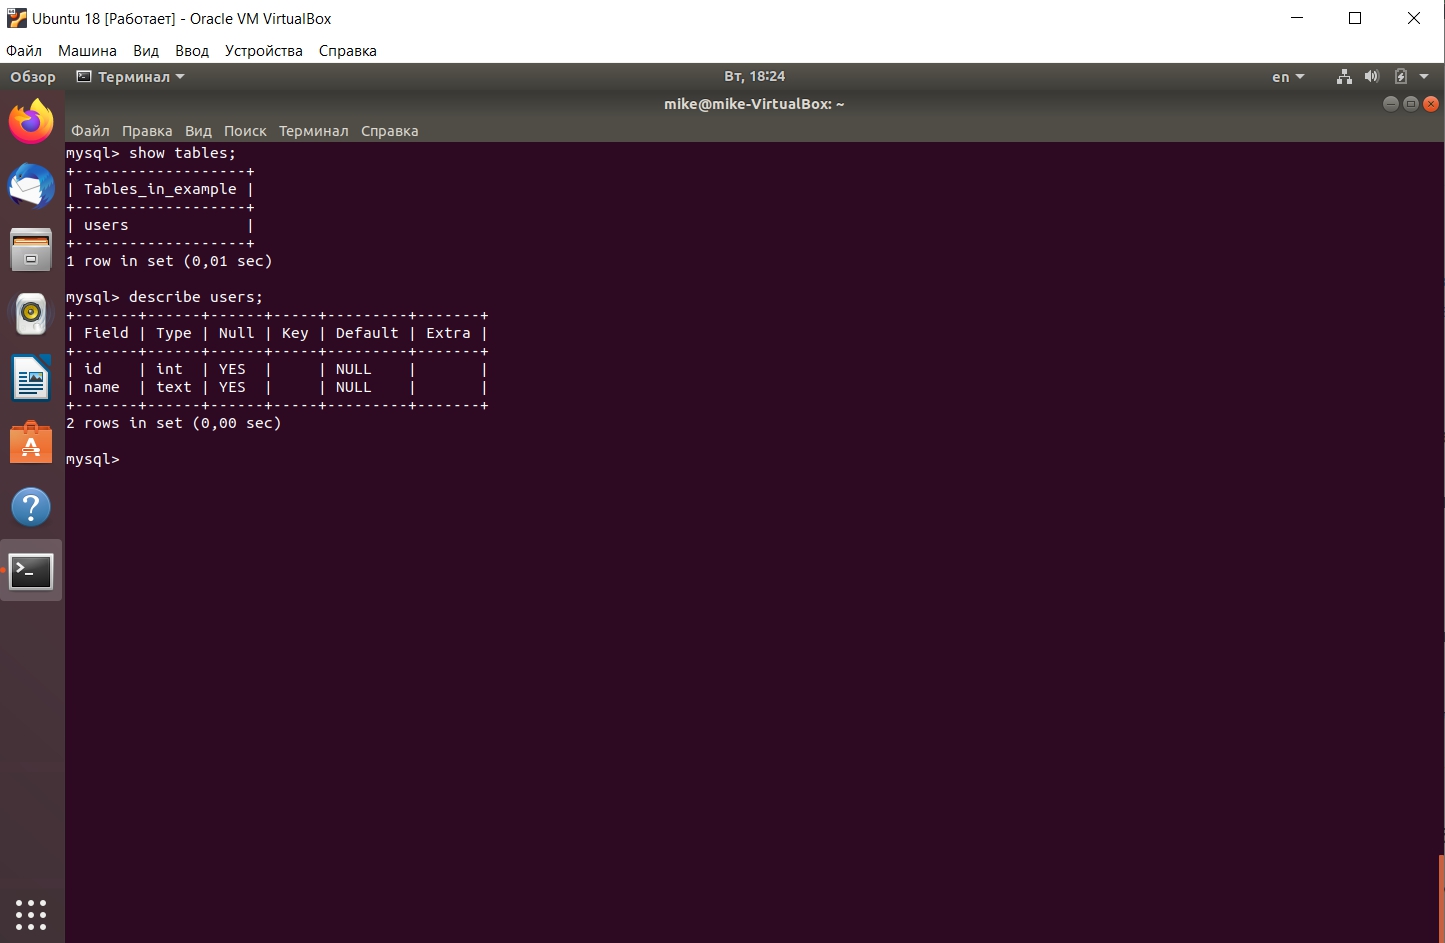 Ubuntu 18 [Работает] - Oracle VM VirtualBox
Файл Машина Вид Ввод Устройства Справка
Обзор Терминал Вт, 18:24 en
mike@mike-VirtualBox: ~
Файл Правка Вид Поиск Терминал Справка
mysql> show tables;
+-------------------+
| Tables_in_example |
+-------------------+
| users             |
+-------------------+
1 row in set (0,01 sec)
mysql> describe users;
+-------+------+------+-----+---------+-------+
| Field | Type | Null | Key | Default | Extra |
+-------+------+------+-----+---------+-------+
| id    | int  | YES  |     | NULL    |       |
| name  | text | YES  |     | NULL    |       |
+-------+------+------+-----+---------+-------+
2 rows in set (0,00 sec)
mysql>